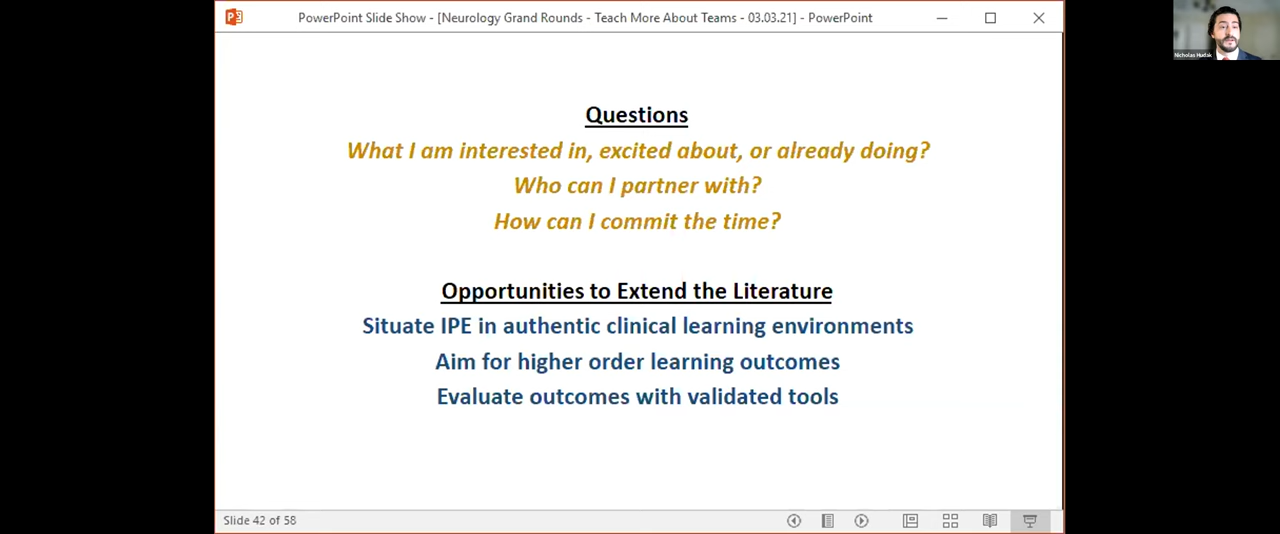 PowerPoint Slide Show - [Neurology Grand Rounds - Teach More About Teams - 03.03.21] - PowerPoint
Nicholas Hudak
Questions
What I am interested in, excited about, or already doing?
Who can I partner with?
How can I commit the time?
Opportunities to Extend the Literature
Situate IPE in authentic clinical learning environments
Aim for higher order learning outcomes
Evaluate outcomes with validated tools
Slide 42 of 58